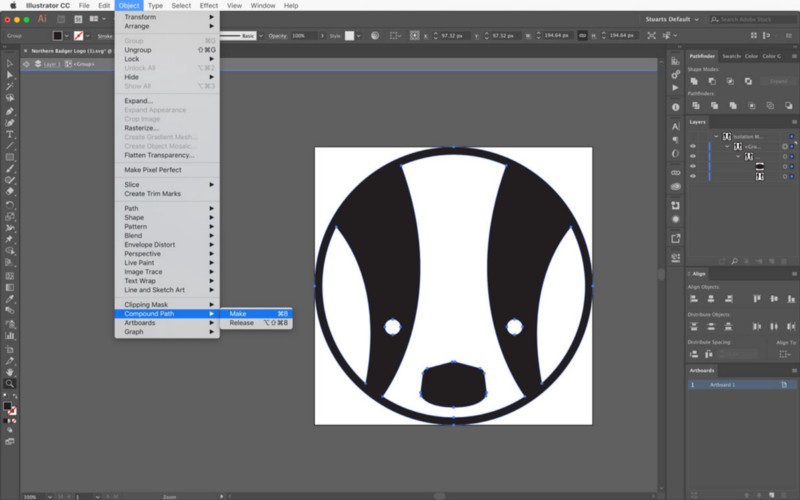 Illustrator CC File Edit Object Type Select Effect View Window Help
Stuarts Default
Search Adobe Stock
Group
Stroke:
Basic
Opacity: 100%
Style:
X: 97.32 px
Y: 97.32 px
W: 194.64 px
H: 194.64 px
Northern Badger Logo (1).svg* @
Layer 1
<Group>
Transform
Arrange
Group ⌘G
Ungroup ⇧⌘G
Lock
Unlock All ⌥⌘2
Hide
Show All ⌥⌘3
Expand...
Expand Appearance
Crop Image
Rasterize...
Create Gradient Mesh...
Create Object Mosaic...
Flatten Transparency...
Make Pixel Perfect
Slice
Create Trim Marks
Path
Shape
Pattern
Blend
Envelope Distort
Perspective
Live Paint
Image Trace
Text Wrap
Line and Sketch Art
Clipping Mask
Compound Path
Artboards
Graph
Make ⌘8
Release ⌥⇧⌘8
Pathfinder Color Color G
Shape Modes:
Expand
Pathfinders:
Layers
Isolation M...
<Gro...
...
Align
Align Objects:
Distribute Objects:
Distribute Spacing:
Align To:
Artboards
1 Artboard 1
300%
1
Zoom